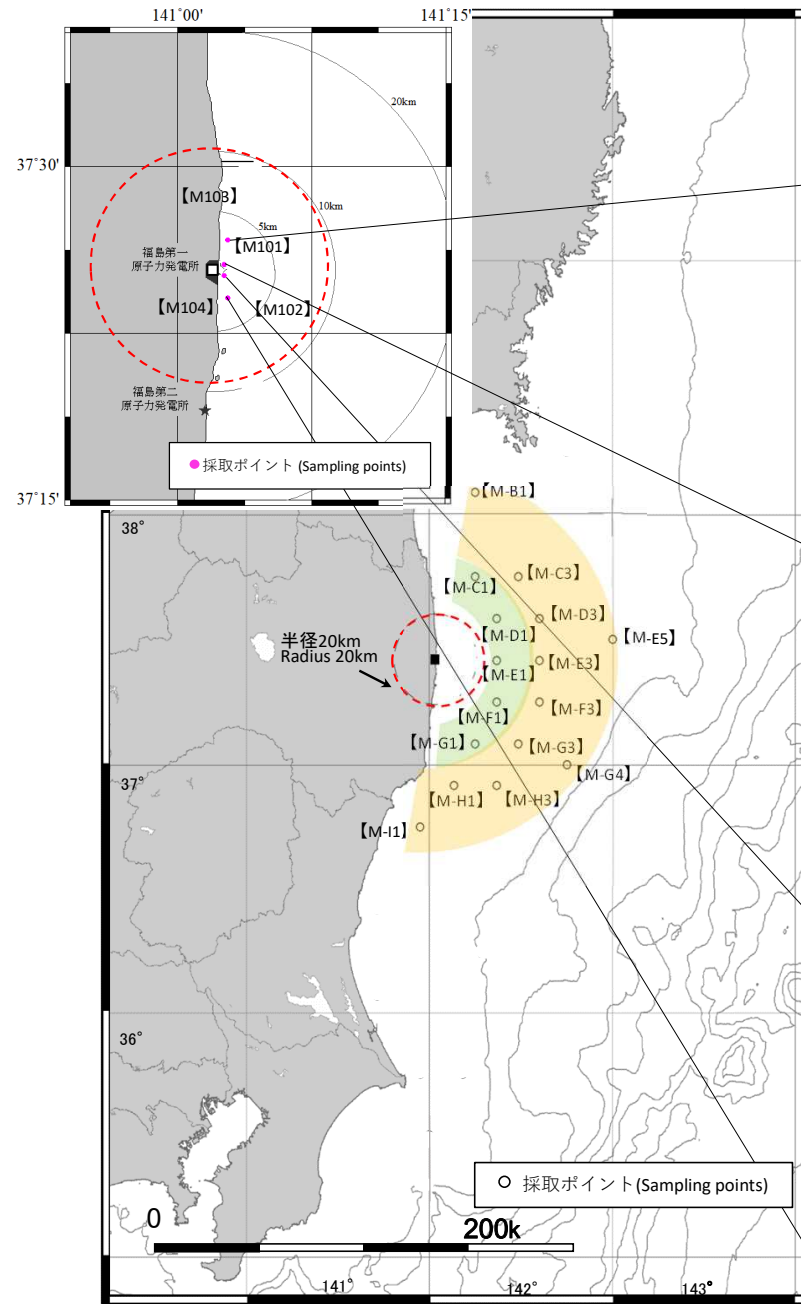 141°00'
141°15'
20km
37°30'
【M103】
10km
5km
【M101】
福島第一
原子力発電所
【M104】
【M102】
福島第二
原子力発電所
採取ポイント (Sampling points)
37°15'
【M-B1】
38°
【M-C1】
【M-C3】
【M-D3】
【M-D1】
【M-E5】
半径20km
Radius 20km
【M-E1】
【M-E3】
【M-F1】
【M-F3】
【M-G1】
【M-G3】
【M-G4】
37°
【M-H1】
【M-H3】
【M-I1】
36°
採取ポイント(Sampling points)
0
200k
141°
142°
143°